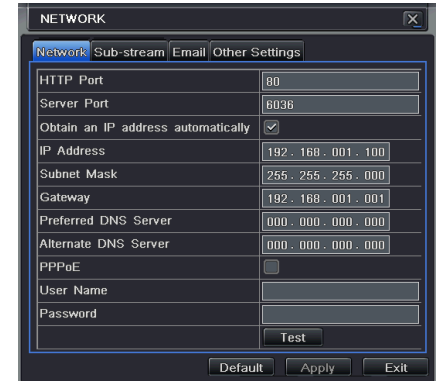 NETWORK
Network Sub-stream Email Other Settings
HTTP Port 80
Server Port 6036
Obtain an IP address automatically
IP Address 192 . 168 . 001 . 100
Subnet Mask 255 . 255 . 255 . 000
Gateway 192 . 168 . 001 . 001
Preferred DNS Server 000 . 000 . 000 . 000
Alternate DNS Server 000 . 000 . 000 . 000
PPPoE
User Name
Password
Test
Default Apply Exit